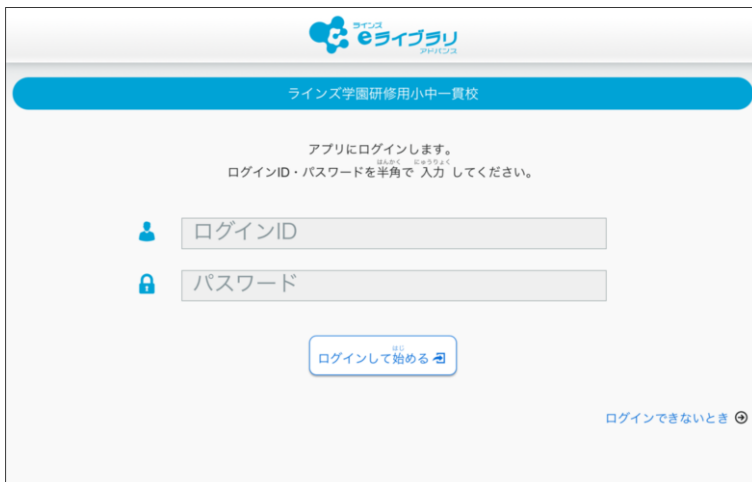 ラインズ
eライブラリ
アドバンス
ラインズ学園研修用小中一貫校
アプリにログインします。
はんかく にゅうりょく
ログインID・パスワードを半角で 入力 してください。
ログインID
パスワード
はじ
ログインして始める
ログインできないとき